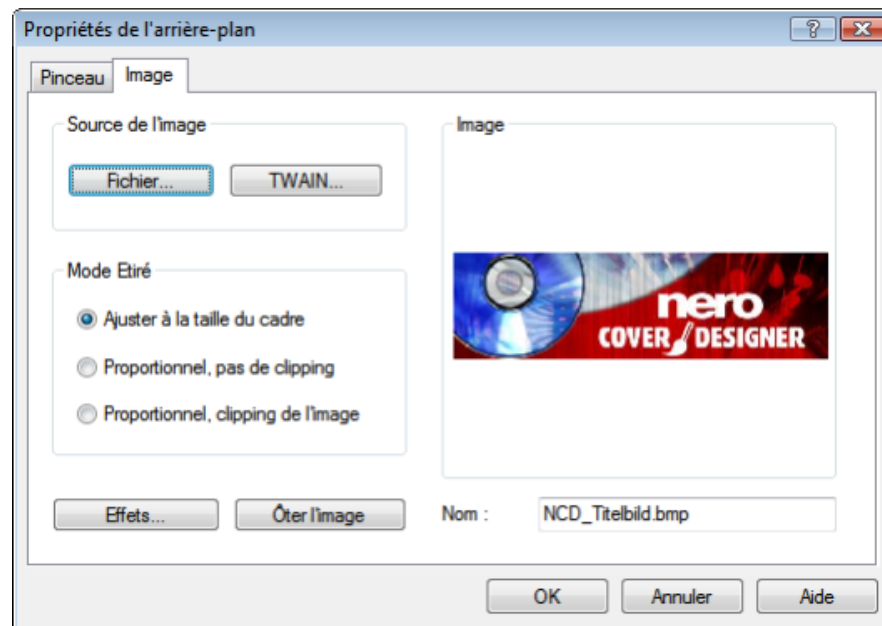 Propriétés de l'arrière-plan
Pinceau
Image
Source de l'image
Fichier...
TWAIN...
Mode Etiré
Ajuster à la taille du cadre
Proportionnel, pas de clipping
Proportionnel, clipping de l'image
Effets...
Ôter l'image
Image
nero
COVER DESIGNER
Nom :
NCD_Titelbild.bmp
OK
Annuler
Aide